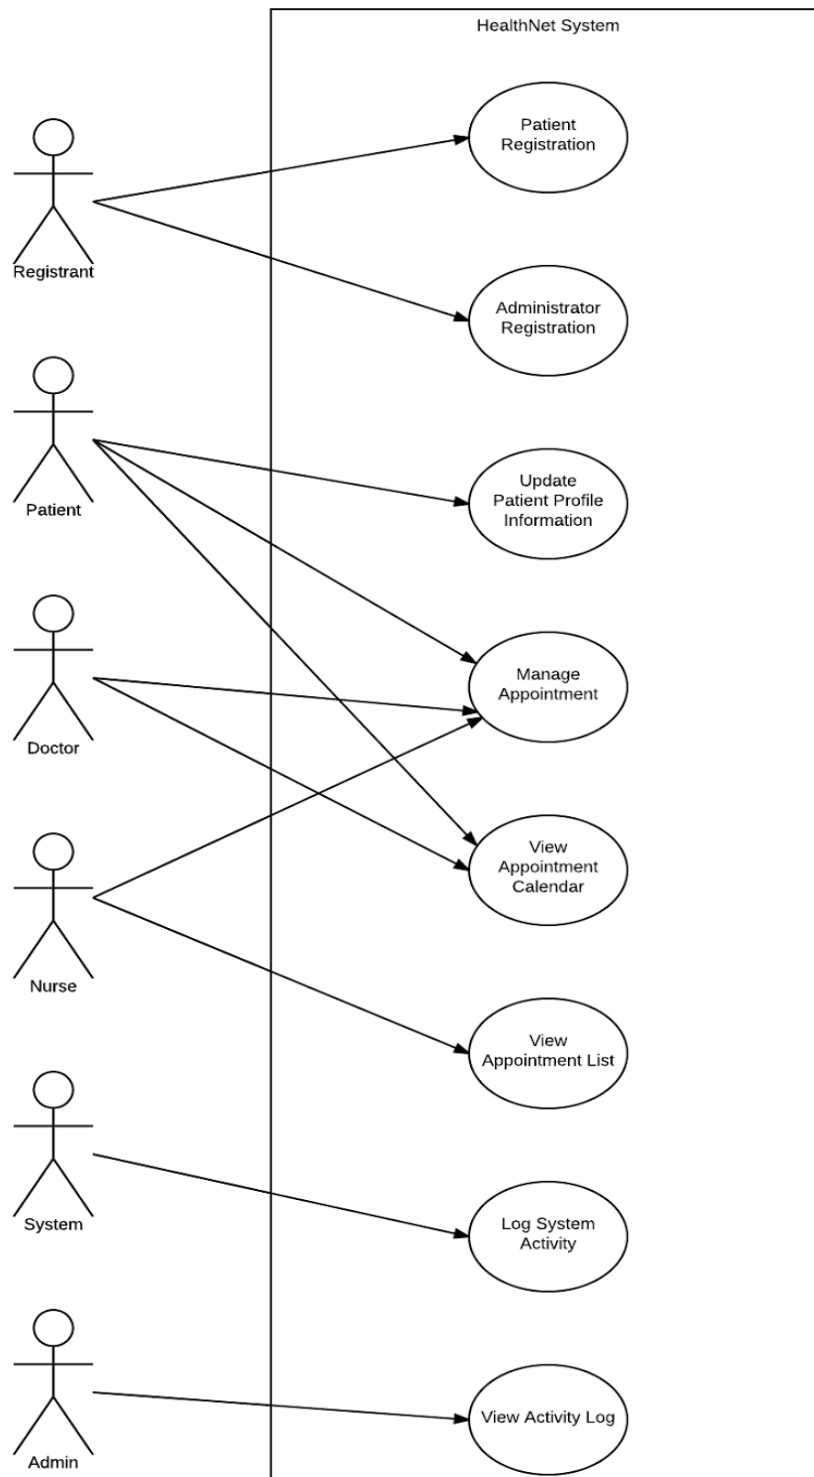 HealthNet System
Patient
Registration
Registrant
Administrator
Registration
Update
Patient Profile
Information
Patient
Manage
Appointment
Doctor
View
Appointment
Calendar
Nurse
View
Appointment List
System
Log System
Activity
View Activity Log
Admin